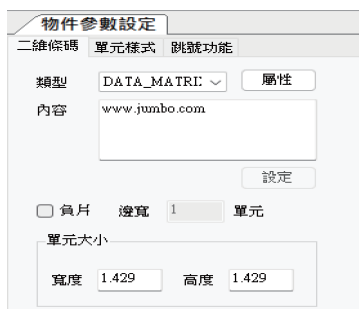 物件參數設定
二維條碼 單元樣式 跳號功能
類型 DATA_MATRI 屬性
內容 www.jumbo.com
設定
負片 邊寬 1 單元
單元大小
寬度 1.429 高度 1.429